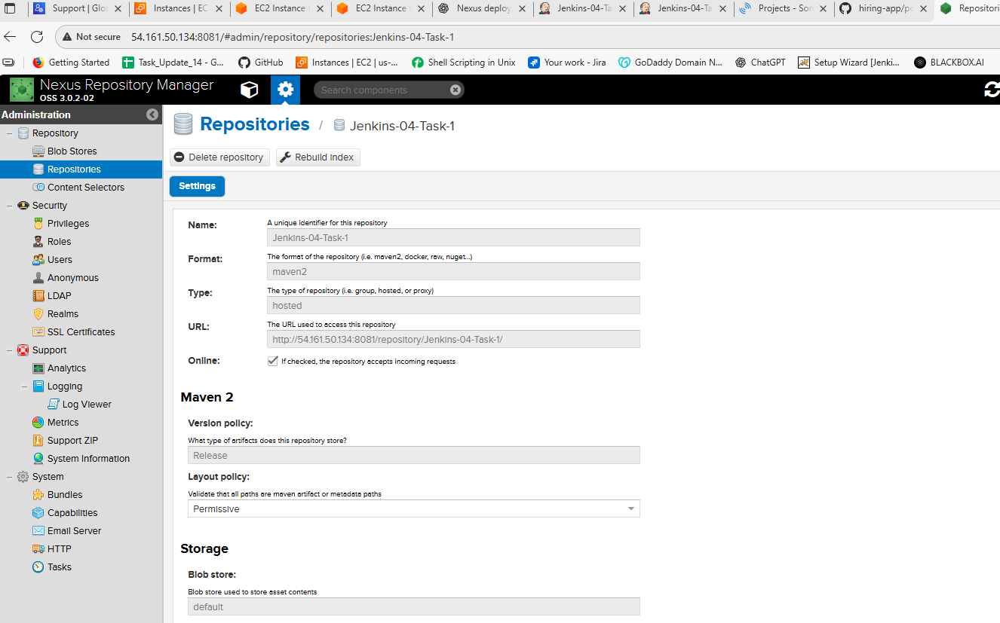 Support | Glo
Instances | EC
EC2 Instance
EC2 Instance
Nexus deploy
Jenkins-04-Ta
Jenkins-04-Ta
Projects - Son
hiring-app/po
Repositori
Not secure
54.161.50.134:8081/#admin/repository/repositories:Jenkins-04-Task-1
Getting Started
Task_Update_14 - G...
GitHub
Instances | EC2 | us-...
Shell Scripting in Unix
Your work - Jira
GoDaddy Domain N...
ChatGPT
Setup Wizard [Jenki...
BLACKBOX.AI
Nexus Repository Manager
OSS 3.0.2-02
Search components
Administration
Repository
Blob Stores
Repositories
Content Selectors
Security
Privileges
Roles
Users
Anonymous
LDAP
Realms
SSL Certificates
Support
Analytics
Logging
Log Viewer
Metrics
Support ZIP
System Information
System
Bundles
Capabilities
Email Server
HTTP
Tasks
Repositories / Jenkins-04-Task-1
Delete repository
Rebuild index
Settings
Name:
A unique identifier for this repository
Jenkins-04-Task-1
Format:
The format of the repository (i.e. maven2, docker, raw, nuget...)
maven2
Type:
The type of repository (i.e. group, hosted, or proxy)
hosted
URL:
The URL used to access this repository
http://54.161.50.134:8081/repository/Jenkins-04-Task-1/
Online:
If checked, the repository accepts incoming requests
Maven 2
Version policy:
What type of artifacts does this repository store?
Release
Layout policy:
Validate that all paths are maven artifact or metadata paths
Permissive
Storage
Blob store:
Blob store used to store asset contents
default